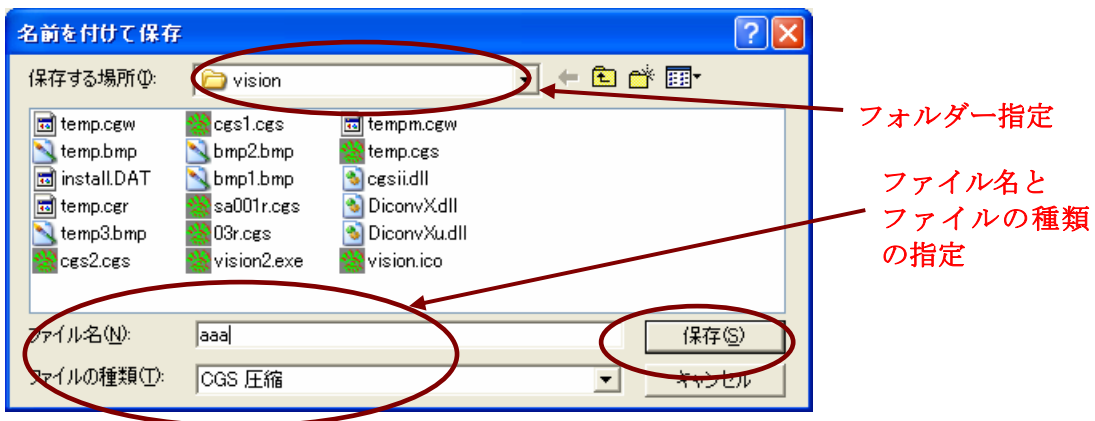 名前を付けて保存
保存する場所(I):
vision
フォルダー指定
temp.cgw
cgs1.cgs
tempm.cgw
temp.bmp
bmp2.bmp
temp.cgs
install.DAT
bmp1.bmp
cgsii.dll
temp.cgr
sa001r.cgs
DiconvX.dll
temp3.bmp
03r.cgs
DiconvXu.dll
cgs2.cgs
vision2.exe
vision.ico
ファイル名と
ファイルの種類
の指定
ファイル名(N):
aaa
保存(S)
ファイルの種類(T):
CGS 圧縮
キャンセル